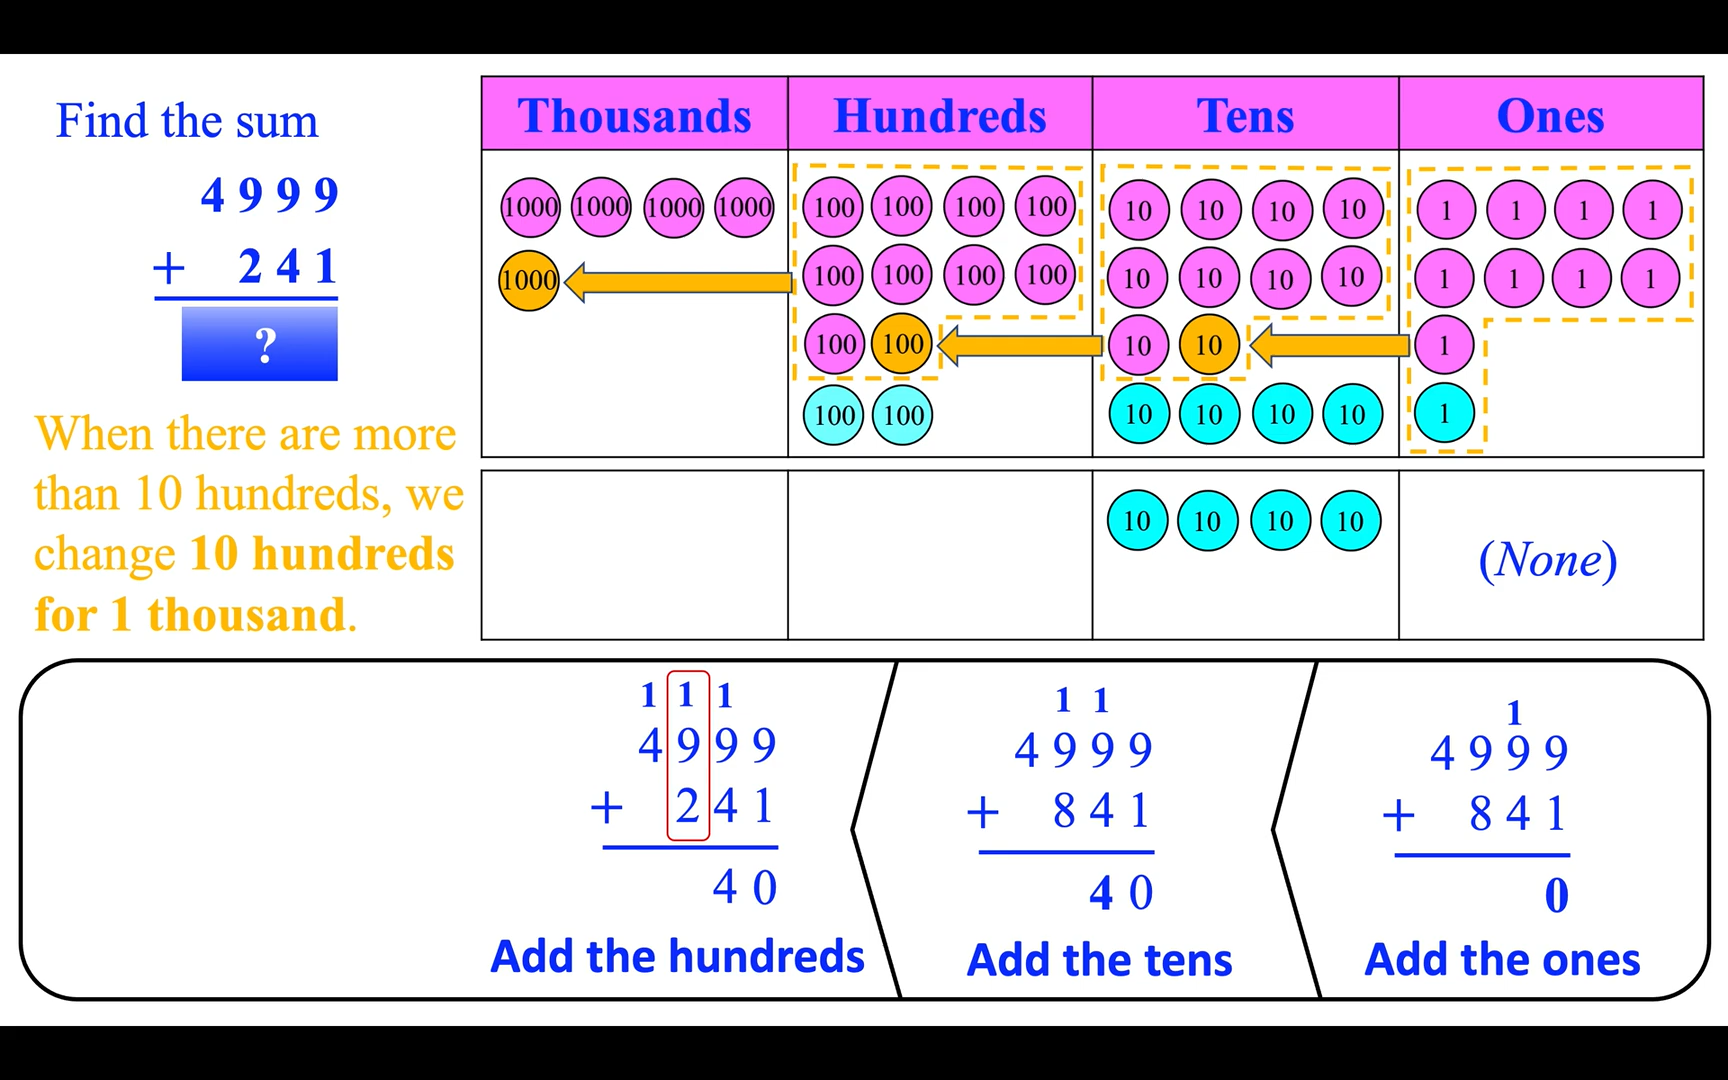 Find the sum
4 9 9 9
+ 2 4 1
?
When there are more
than 10 hundreds, we
change 10 hundreds
for 1 thousand.
Thousands Hundreds Tens Ones
1000 1000 1000 1000 100 100 100 100 10 10 10 10 1 1 1 1
1000 100 100 100 100 10 10 10 10 1 1 1 1
100 100 10 10 1
100 100 10 10 10 10 1
10 10 10 10
(None)
1 1 1
4 9 9 9
+ 2 4 1
4 0
Add the hundreds
1 1
4 9 9 9
+ 8 4 1
4 0
Add the tens
1
4 9 9 9
+ 8 4 1
0
Add the ones